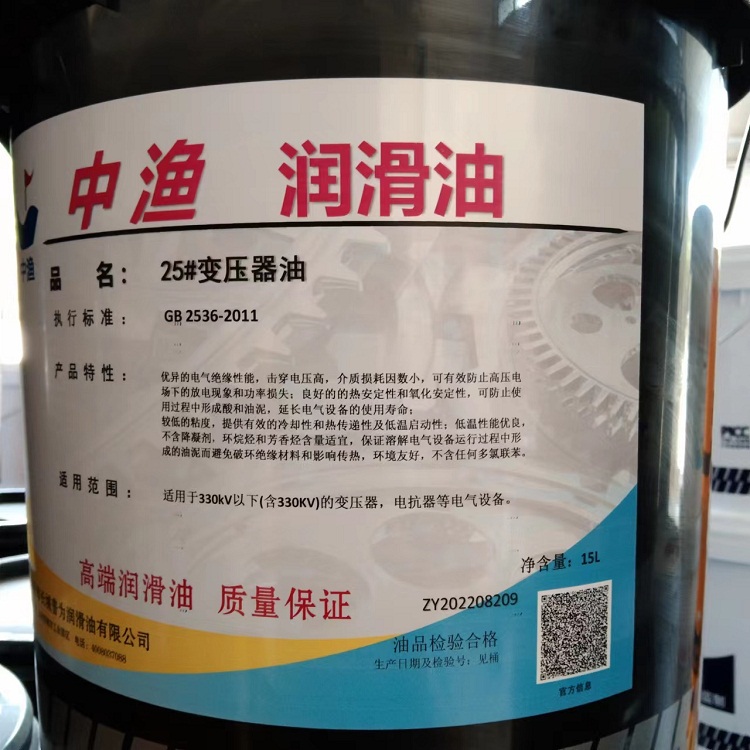 中渔 润滑油
品 名： 25#变压器油
执行标准： GB 2536-2011
产品特性： 优异的电气绝缘性能，击穿电压高，介质损耗因数小，可有效防止高压电
场下的放电现象和功率损失；良好的的热安定性和氧化安定性，可防止使
用过程中形成酸和油泥，延长电气设备的使用寿命；
较低的粘度，提供有效的冷却性和热传递性及低温启动性；低温性能优良，
不含降凝剂．环烷烃和芳香烃含量适宜，保证溶解电气设备运行过程中形
成的油泥而避免破坏绝缘材料和影响传热，环境友好，不含任何多氯联苯。
适用范围： 适用于330kV以下(含330KV)的变压器，电抗器等电气设备。
净含量：15L
高端润滑油 质量保证
ZY202208209
润滑油有限公司
油品检验合格
生产日期及检验号：见桶
官方信息